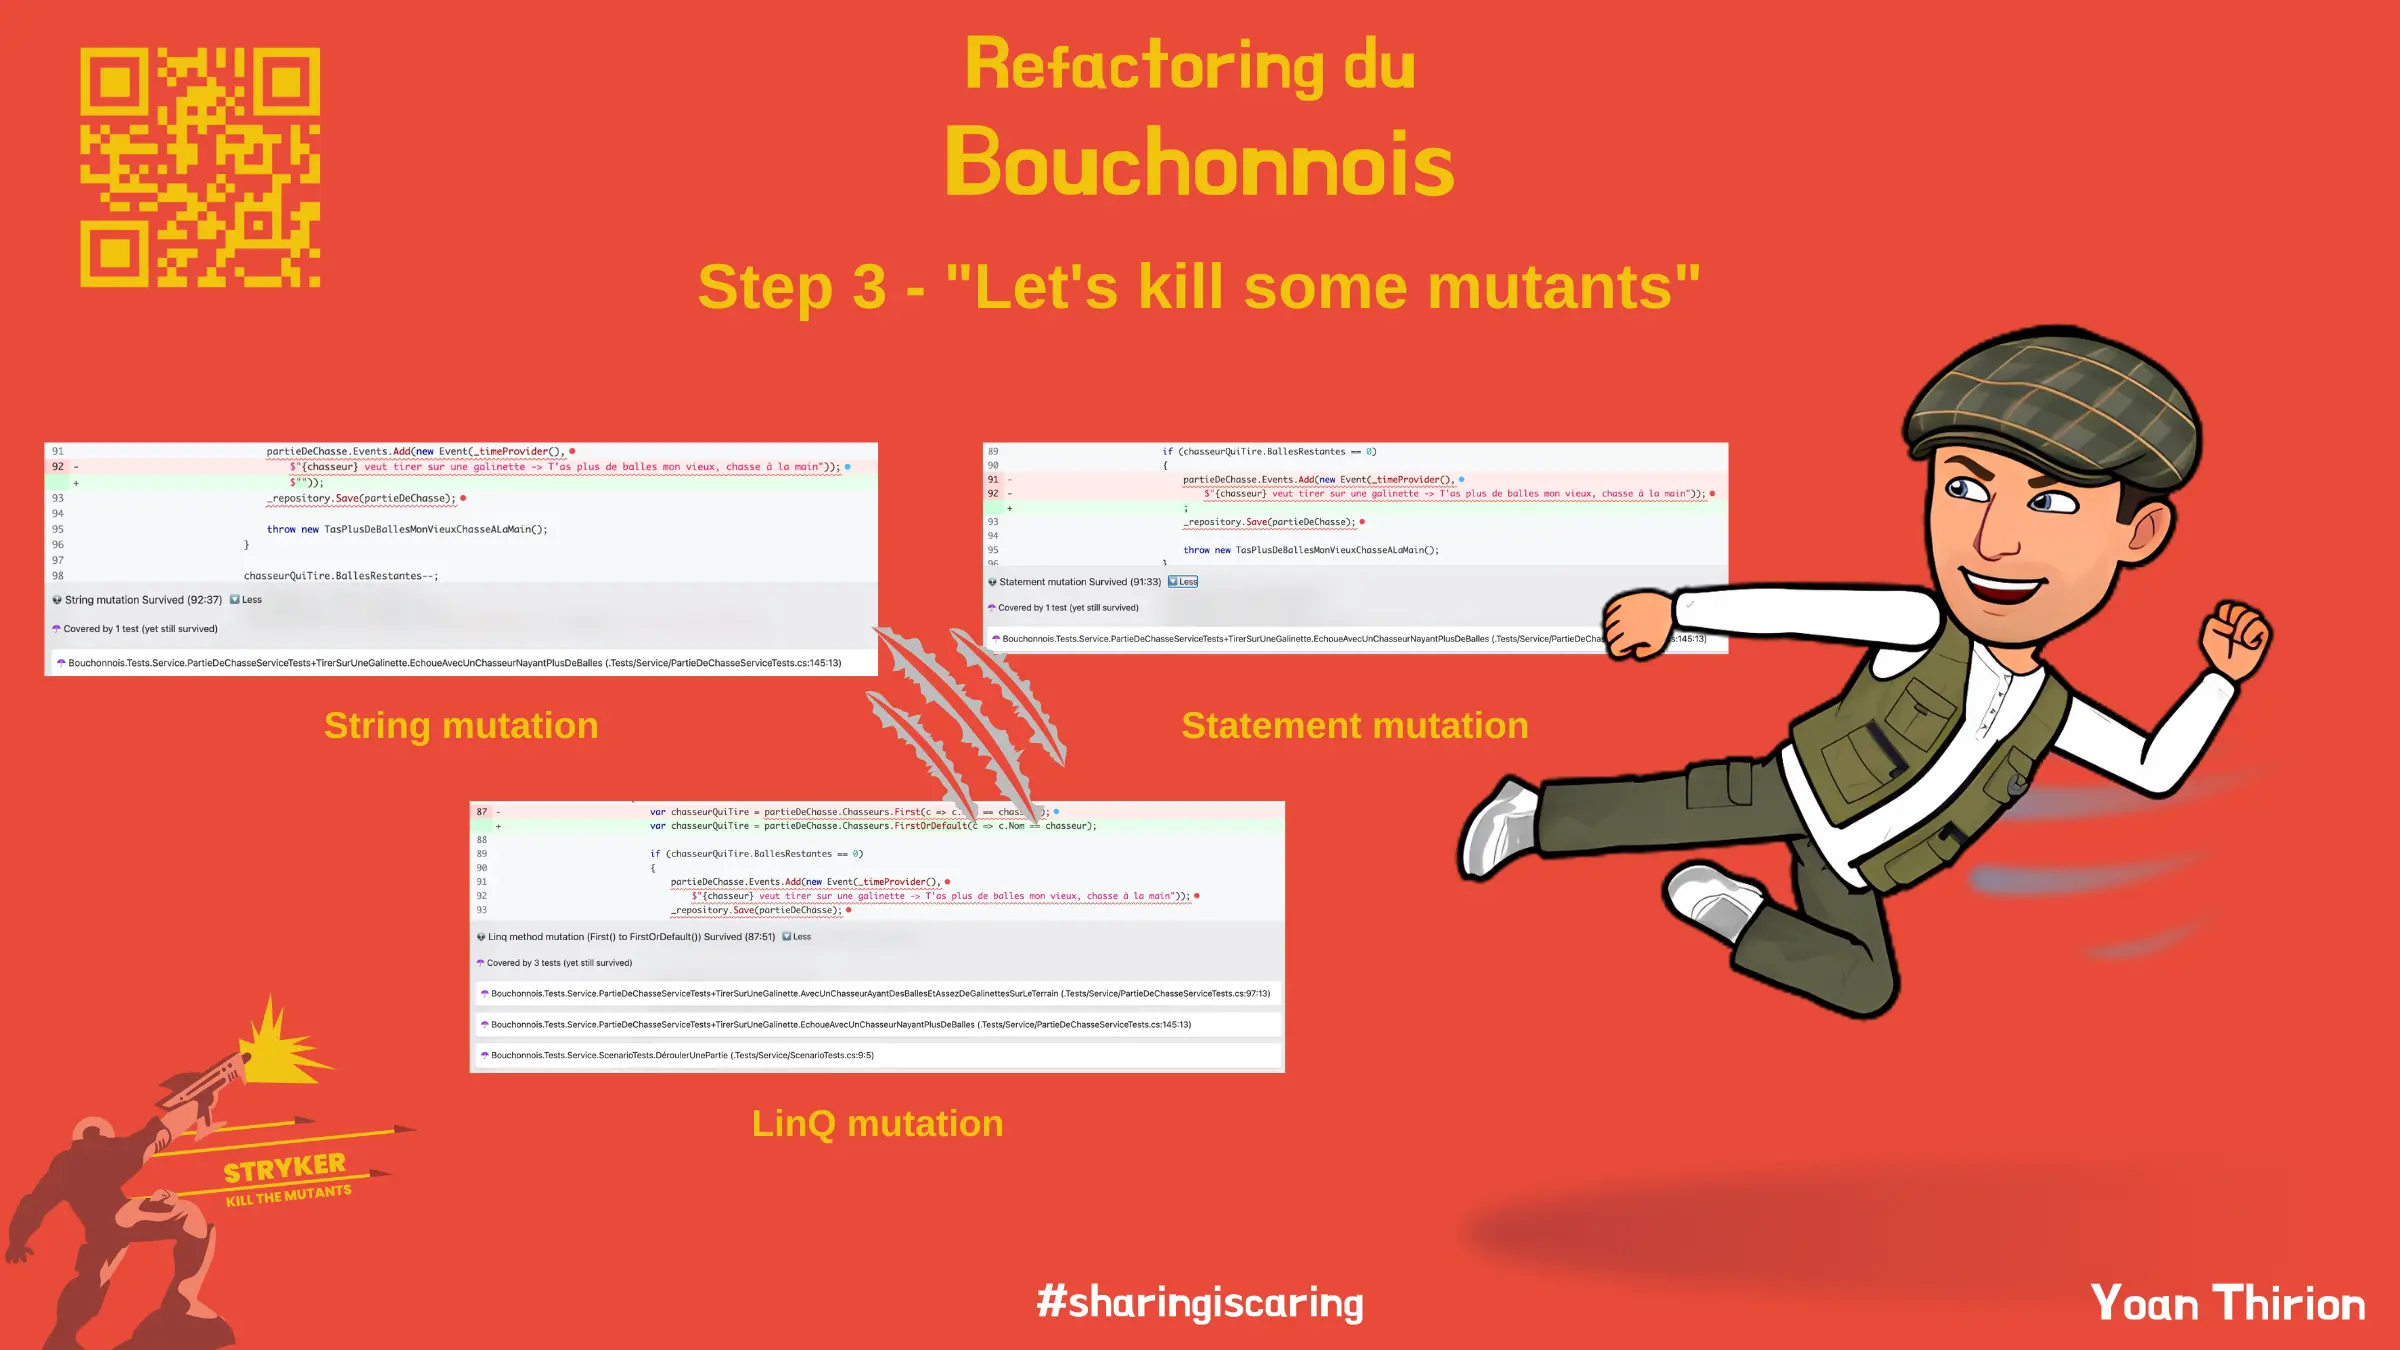 Refactoring du
Bouchonnois
Step 3 - "Let's kill some mutants"
91 partieDeChasse.Events.Add(new Event(_timeProvider(),
92 - $"{chasseur} veut tirer sur une galinette -> T'as plus de balles mon vieux, chasse à la main"));
+ $""));
93 _repository.Save(partieDeChasse);
94
95 throw new TasPlusDeBallesMonVieuxChasseALaMain();
96 }
97
98 chasseurQuiTire.BallesRestantes--;
String mutation Survived (92:37) Less
Covered by 1 test (yet still survived)
Bouchonnois.Tests.Service.PartieDeChasseServiceTests+TirerSurUneGalinette.EchoueAvecUnChasseurNayantPlusDeBalles (.Tests/Service/PartieDeChasseServiceTests.cs:145:13)
String mutation
89 if (chasseurQuiTire.BallesRestantes == 0)
90 {
91 - partieDeChasse.Events.Add(new Event(_timeProvider(),
92 - $"{chasseur} veut tirer sur une galinette -> T'as plus de balles mon vieux, chasse à la main"));
+ ;
93 _repository.Save(partieDeChasse);
94
95 throw new TasPlusDeBallesMonVieuxChasseALaMain();
96 }
Statement mutation Survived (91:33) Less
Covered by 1 test (yet still survived)
Bouchonnois.Tests.Service.PartieDeChasseServiceTests+TirerSurUneGalinette.EchoueAvecUnChasseurNayantPlusDeBalles (.Tests/Service/PartieDeChas s:145:13)
Statement mutation
87 - var chasseurQuiTire = partieDeChasse.Chasseurs.First(c => c. == chas );
+ var chasseurQuiTire = partieDeChasse.Chasseurs.FirstOrDefault(c => c.Nom == chasseur);
88
89 if (chasseurQuiTire.BallesRestantes == 0)
90 {
91 partieDeChasse.Events.Add(new Event(_timeProvider(),
92 $"{chasseur} veut tirer sur une galinette -> T'as plus de balles mon vieux, chasse à la main"));
93 _repository.Save(partieDeChasse);
Linq method mutation (First() to FirstOrDefault()) Survived (87:51) Less
Covered by 3 tests (yet still survived)
Bouchonnois.Tests.Service.PartieDeChasseServiceTests+TirerSurUneGalinette.AvecUnChasseurAyantDesBallesEtAssezDeGalinettesSurLeTerrain (.Tests/Service/PartieDeChasseServiceTests.cs:97:13)
Bouchonnois.Tests.Service.PartieDeChasseServiceTests+TirerSurUneGalinette.EchoueAvecUnChasseurNayantPlusDeBalles (.Tests/Service/PartieDeChasseServiceTests.cs:145:13)
Bouchonnois.Tests.Service.ScenarioTests.DéroulerUnePartie (.Tests/Service/ScenarioTests.cs:9:5)
LinQ mutation
STRYKER
KILL THE MUTANTS
#sharingiscaring
Yoan Thirion